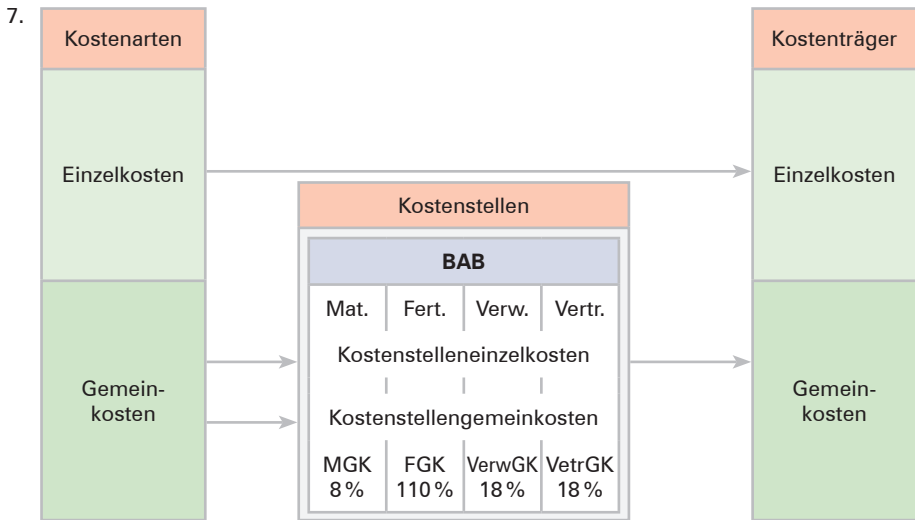 7.
Kostenarten
Kostenträger
Einzelkosten
Einzelkosten
Kostenstellen
BAB
Mat. Fert. Verw. Vertr.
Kostenstelleneinzelkosten
Gemein-
kosten
Gemein-
kosten
Kostenstellengemeinkosten
MGK FGK VerwGK VetrGK
8 % 110 % 18 % 18 %